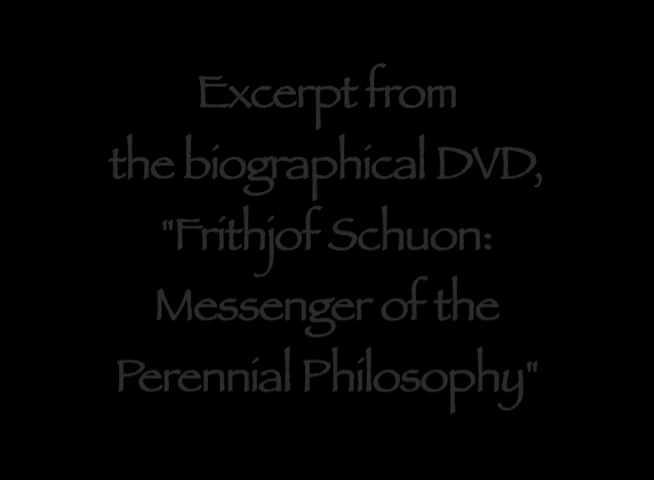 Excerpt from
the biographical DVD,
"Frithjof Schuon:
Messenger of the
Perennial Philosophy"